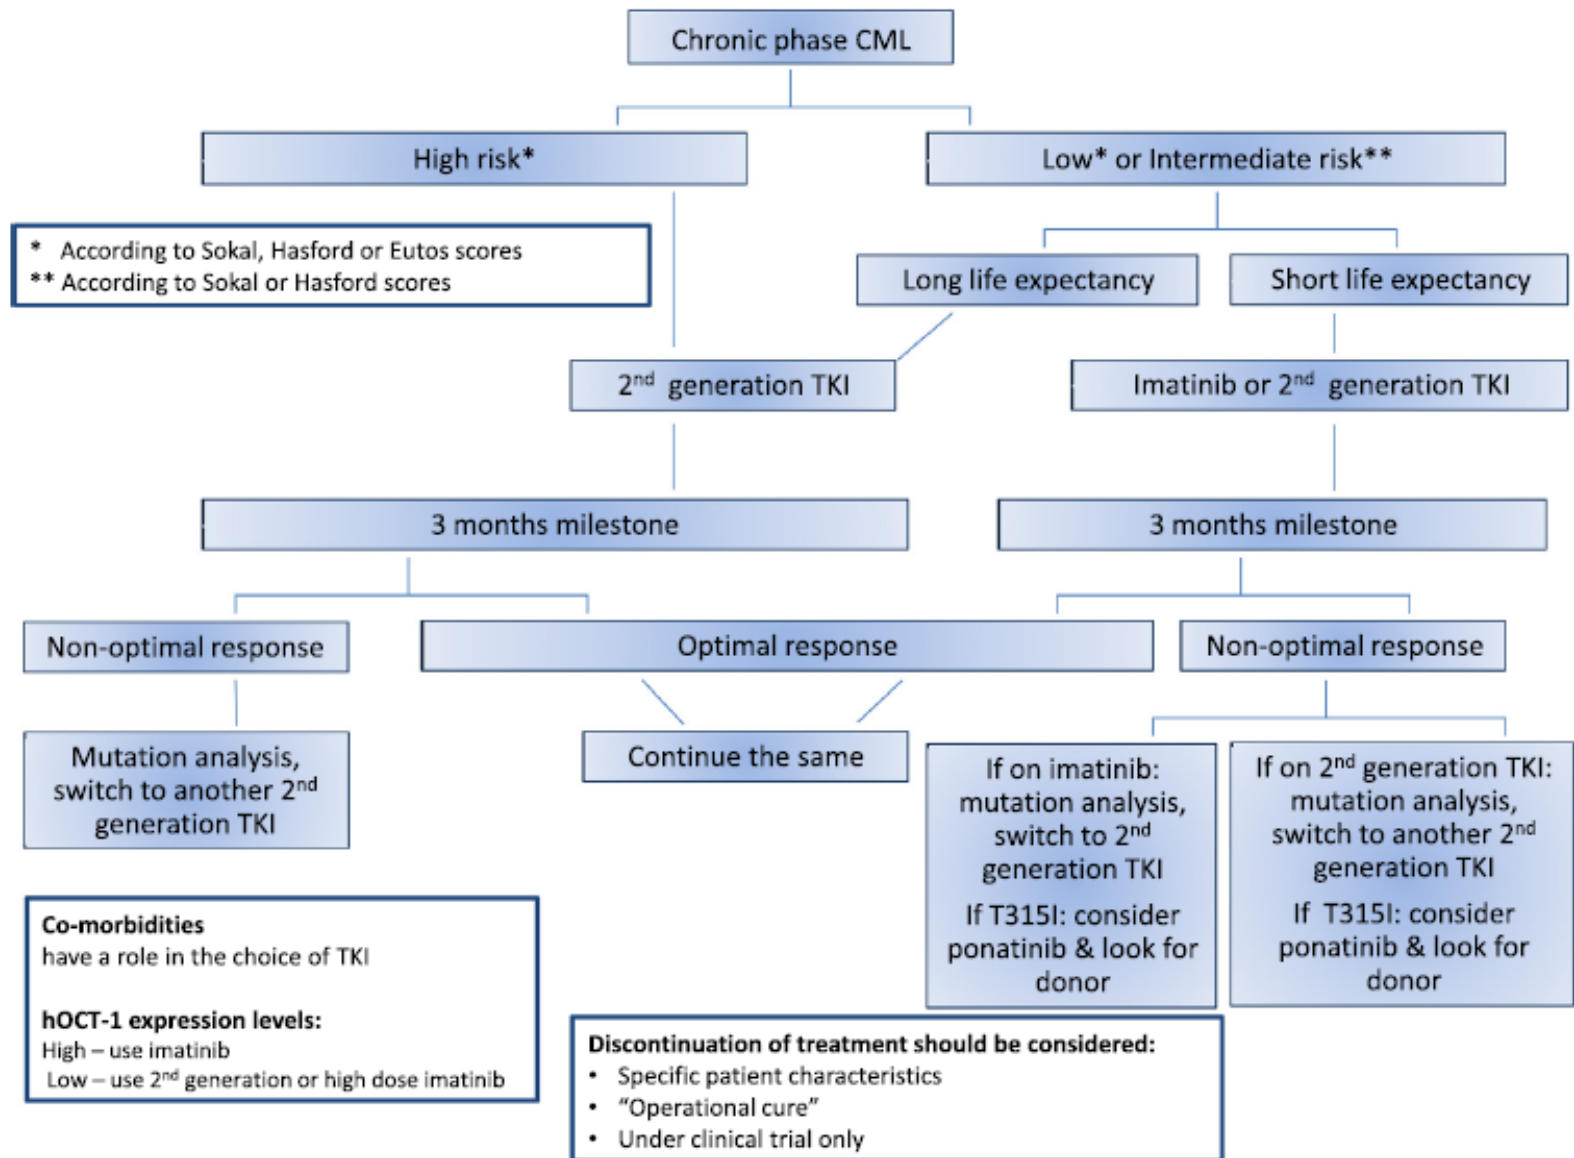 Chronic phase CML
High risk*
Low* or Intermediate risk**
* According to Sokal, Hasford or Eutos scores
** According to Sokal or Hasford scores
Long life expectancy
Short life expectancy
2nd generation TKI
Imatinib or 2nd generation TKI
3 months milestone
3 months milestone
Non-optimal response
Optimal response
Non-optimal response
Mutation analysis,
switch to another 2nd
generation TKI
Continue the same
If on imatinib:
mutation analysis,
switch to 2nd
generation TKI
If T315I: consider
ponatinib & look for
donor
If on 2nd generation TKI:
mutation analysis,
switch to another 2nd
generation TKI
If T315I: consider
ponatinib & look for
donor
Co-morbidities
have a role in the choice of TKI
hOCT-1 expression levels:
High – use imatinib
Low – use 2nd generation or high dose imatinib
Discontinuation of treatment should be considered:
• Specific patient characteristics
• “Operational cure”
• Under clinical trial only